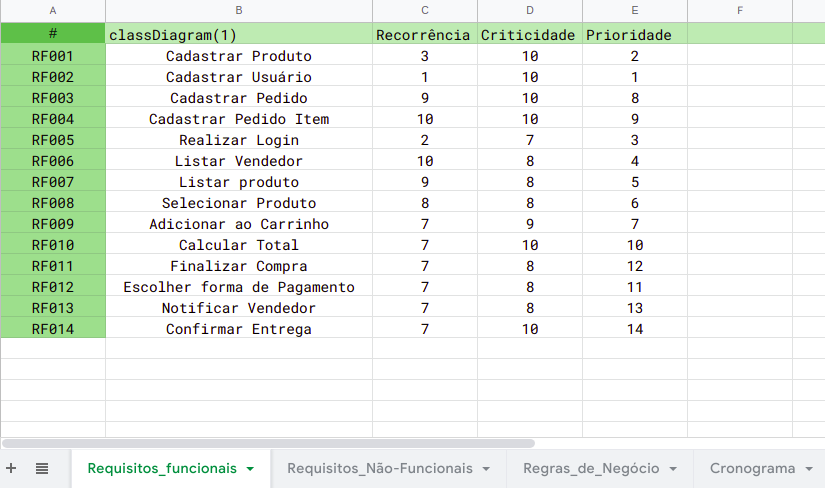 A B C D E F
# classDiagram(1) Recorrência Criticidade Prioridade
RF001 Cadastrar Produto 3 10 2
RF002 Cadastrar Usuário 1 10 1
RF003 Cadastrar Pedido 9 10 8
RF004 Cadastrar Pedido Item 10 10 9
RF005 Realizar Login 2 7 3
RF006 Listar Vendedor 10 8 4
RF007 Listar produto 9 8 5
RF008 Selecionar Produto 8 8 6
RF009 Adicionar ao Carrinho 7 9 7
RF010 Calcular Total 7 10 10
RF011 Finalizar Compra 7 8 12
RF012 Escolher forma de Pagamento 7 8 11
RF013 Notificar Vendedor 7 8 13
RF014 Confirmar Entrega 7 10 14
Requisitos_funcionais Requisitos_Não-Funcionais Regras_de_Negócio Cronograma